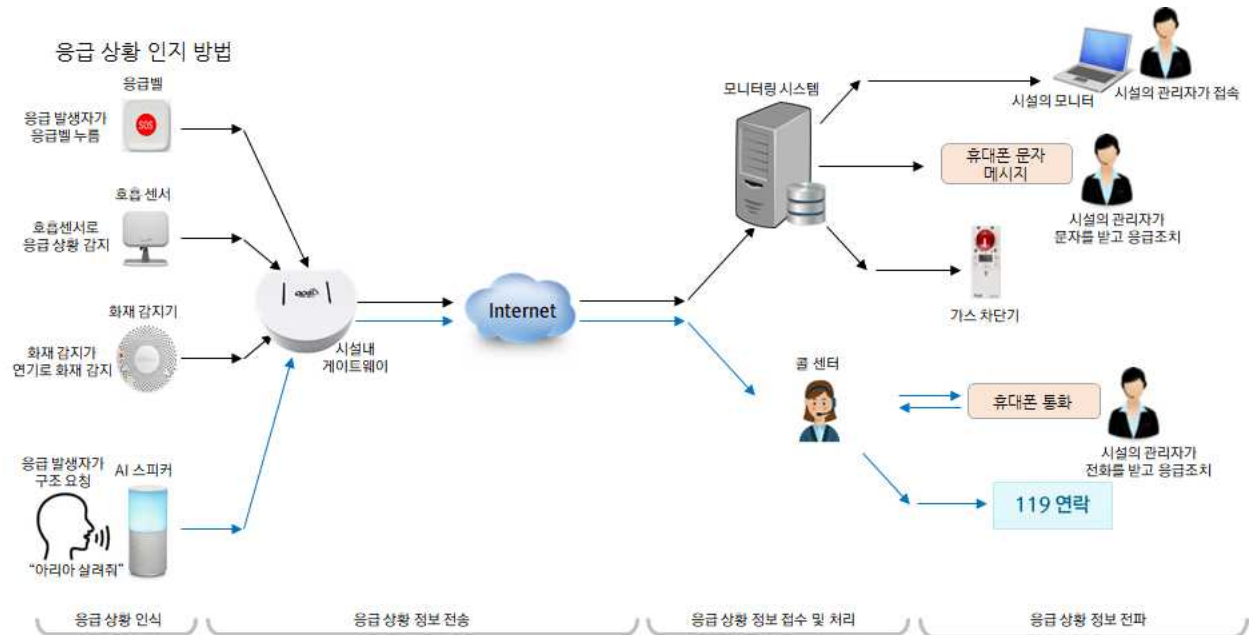 응급 상황 인지 방법
응급벨
SOS
응급 발생자가
응급벨 누름
호흡 센서
호흡센서로
응급 상황 감지
화재 감지기
화재 감지가
연기로 화재 감지
응급 발생자가
구조 요청
AI 스피커
“아리아 살려줘”
시설내
게이트웨이
Internet
모니터링 시스템
시설의 모니터
시설의 관리자가 접속
휴대폰 문자
메시지
시설의 관리자가
문자를 받고 응급조치
가스 차단기
콜 센터
휴대폰 통화
시설의 관리자가
전화를 받고 응급조치
119 연락
응급 상황 인식
응급 상황 정보 전송
응급 상황 정보 접수 및 처리
응급 상황 정보 전파